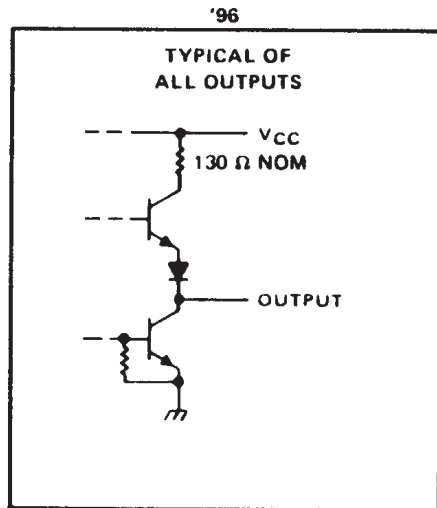 '96
TYPICAL OF
ALL OUTPUTS
VCC
130 Ω NOM
OUTPUT